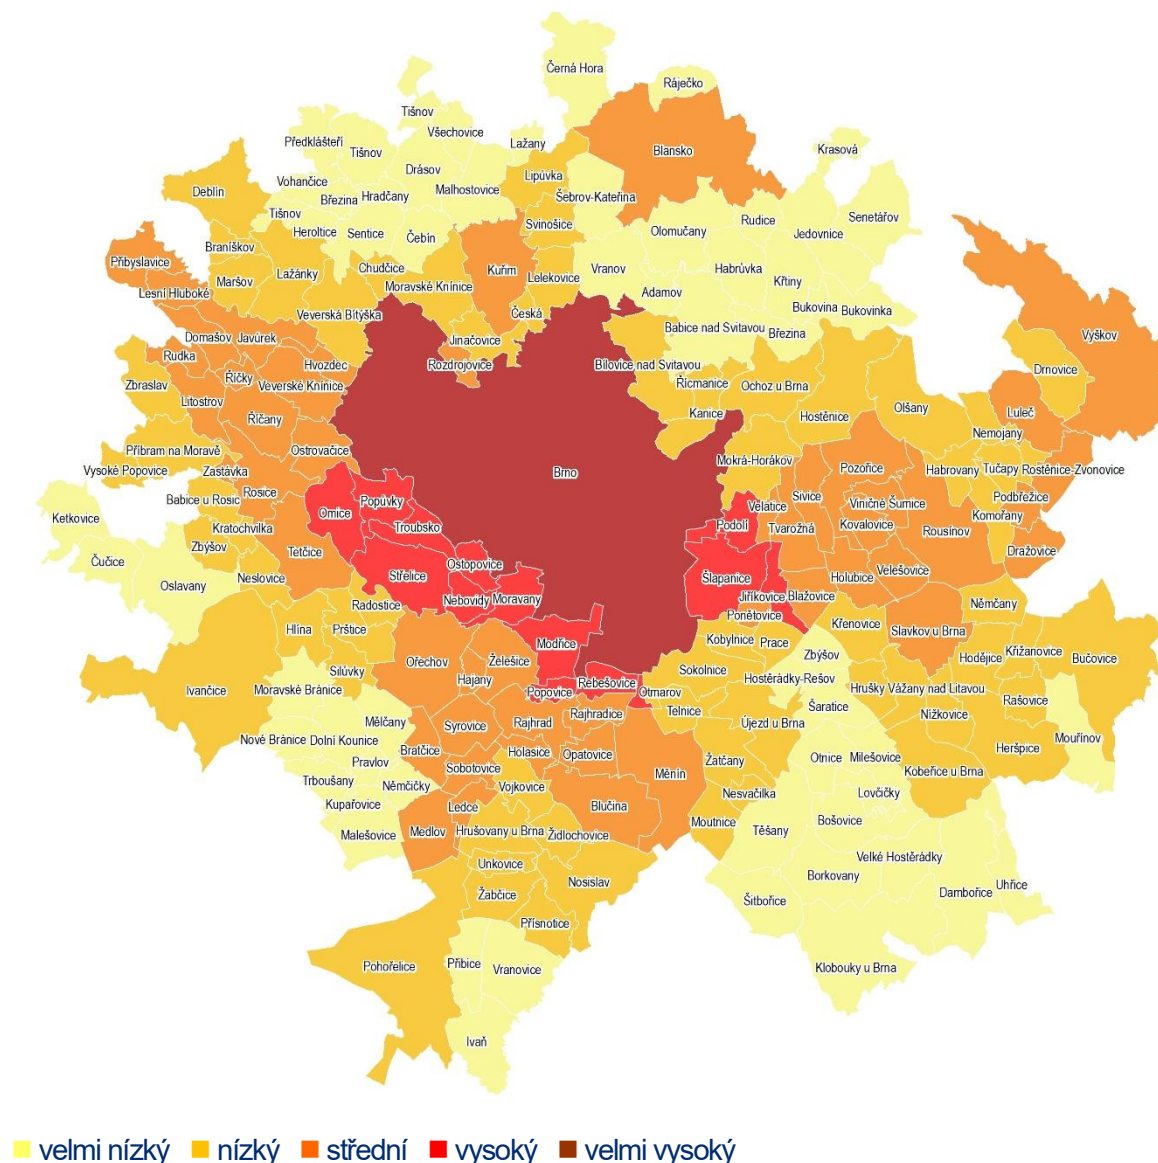 Černá Hora
Ráječko
Tišnov
Všechovice
Lažany
Krasová
Předklášteří
Tišnov
Blansko
Drásov
Lipůvka
Vohančice
Deblín
Březina
Hradčany
Malhostovice
Šebrov-Kateřina
Tišnov
Svinošice
Rudice
Senetářov
Heroltice
Sentice
Čebín
Olomučany
Jedovnice
Braníškov
Přibyslavice
Lažánky
Chudčice
Kuřim
Lelekovice
Vranov
Habrůvka
Křtiny
Maršov
Moravské Knínice
Lesní Hluboké
Adamov
Bukovina
Bukovinka
Veverská Bítýška
Česká
Babice nad Svitavou
Březina
Vyškov
Domašov
Javůrek
Jinačovice
Rudka
Hvozdec
Rozdrojovice
Bílovice nad Svitavou
Drnovice
Říčky
Zbraslav
Veverské Knínice
Řícmanice
Ochoz u Brna
Litostrov
Kanice
Olšany
Luleč
Říčany
Hostěnice
Nemojany
Příbram na Moravě
Ostrovačice
Mokrá-Horákov
Pozořice
Vysoké Popovice
Zastávka
Brno
Habrovany
Tučapy
Rostěnice-Zvonovice
Rosice
Babice u Rosic
Popůvky
Sivice
Viničné Šumice
Podbřežice
Ketkovice
Omice
Velatice
Komořany
Kratochvilka
Troubsko
Podolí
Tvarožná
Kovalovice
Rousínov
Zbýšov
Tetčice
Dražovice
Čučice
Ostopovice
Střelice
Šlapanice
Velešovice
Neslovice
Holubice
Oslavany
Nebovidy
Moravany
Jiříkovice
Blažovice
Radostice
Ponětovice
Němčany
Hlína
Prštice
Křenovice
Slavkov u Brna
Modřice
Kobylnice
Prace
Hodějice
Křižanovice
Zbýšov
Bučovice
Ořechov
Želešice
Silůvky
Sokolnice
Hajany
Rebešovice
Hostěrádky-Rešov
Ivančice
Moravské Bránice
Popovice
Otmarov
Hrušky
Vážany nad Litavou
Rašovice
Telnice
Šaratice
Mělčany
Rajhradice
Nížkovice
Syrovice
Rajhrad
Újezd u Brna
Nové Bránice
Dolní Kounice
Mouřínov
Bratčice
Holasice
Opatovice
Otnice
Milešovice
Heršpice
Pravlov
Žatčany
Sobotovice
Měnín
Kobeřice u Brna
Trboušany
Němčičky
Vojkovice
Nesvačilka
Lovčičky
Kupařovice
Ledce
Blučina
Moutnice
Bošovice
Medlov
Hrušovany u Brna
Židlochovice
Těšany
Malešovice
Velké Hostěrádky
Unkovice
Borkovany
Nosislav
Uhřice
Žabčice
Dambořice
Šitbořice
Přísnotice
Přibice
Pohořelice
Vranovice
Klobouky u Brna
Ivaň
velmi nízký nízký střední vysoký velmi vysoký